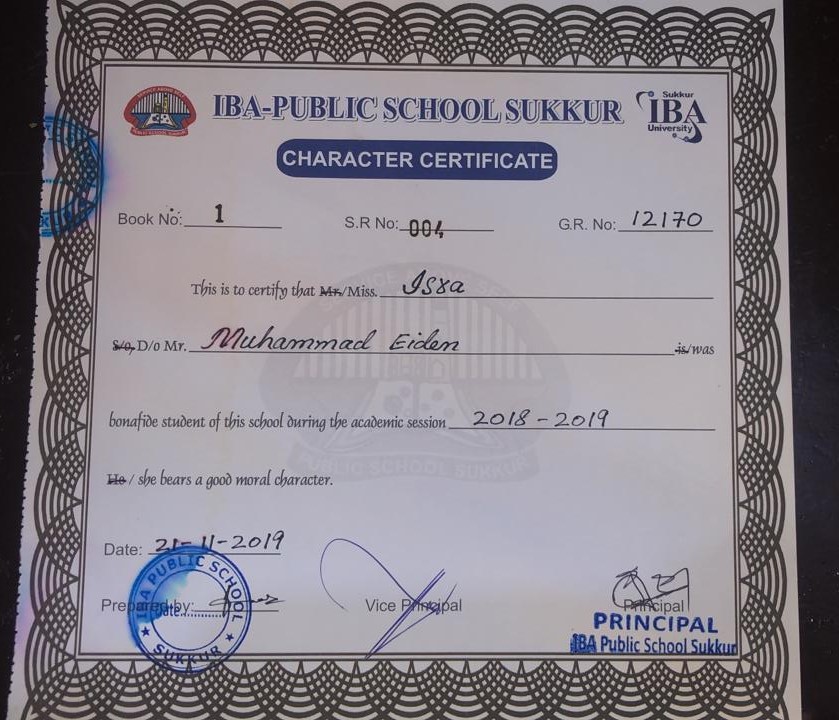 IBA-PUBLIC SCHOOL SUKKUR
Sukkur
IBA
University
CHARACTER CERTIFICATE
Book No: 1 S.R No: 004 G.R. No: 12170
This is to certify that Mr./Miss. Isra
S/o, D/o Mr. Muhammad Eiden is/was
bonafide student of this school during the academic session 2018-2019
He / she bears a good moral character.
Date: 21-11-2019
Prepared by: Vice Principal Principal
IBA PUBLIC SCHOOL
Date:
SUKKUR
PRINCIPAL
IBA Public School Sukkur